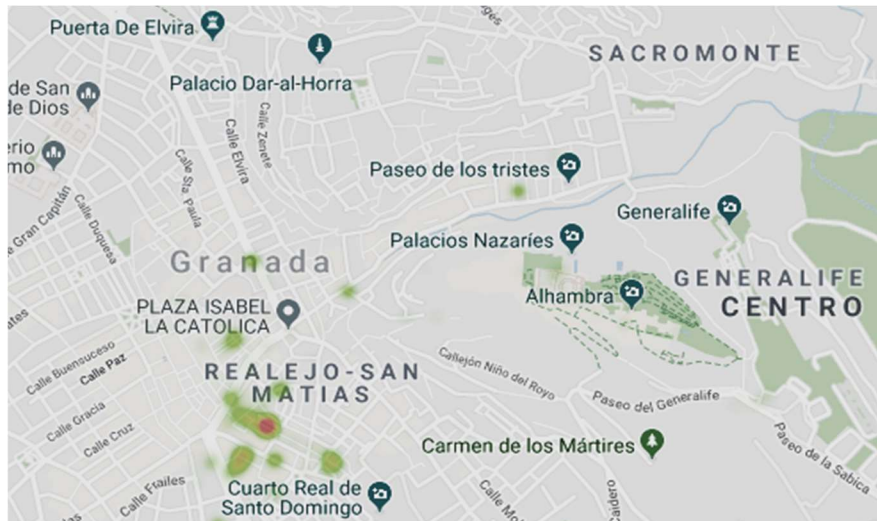 Puerta De Elvira
SACROMONTE
Palacio Dar-al-Horra
de San
de Dios
Calle Elvira
Calle Zenete
erio
mo
Calle Sta. Paula
Paseo de los tristes
Gran Capitán
Calle Duquesa
Generalife
Palacios Nazaríes
Granada
GENERALIFE
CENTRO
Alhambra
PLAZA ISABEL
LA CATOLICA
Calle Buensuceso
Calle Paz
REALEJO-SAN
MATIAS
Callejón Niño del Royo
Paseo del Generalife
Calle Gracia
Calle Cruz
Carmen de los Mártires
Paseo de la Sabica
Calle Frailes
Cuarto Real de
Santo Domingo